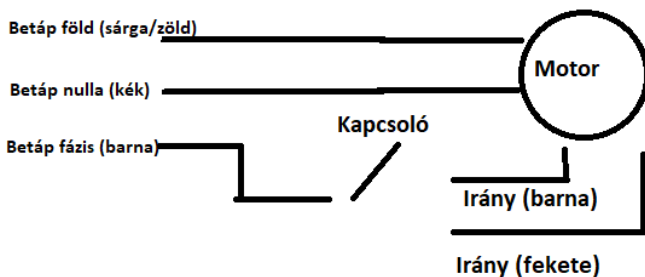 Betáp föld (sárga/zöld)
Motor
Betáp nulla (kék)
Kapcsoló
Betáp fázis (barna)
Irány (barna)
Irány (fekete)